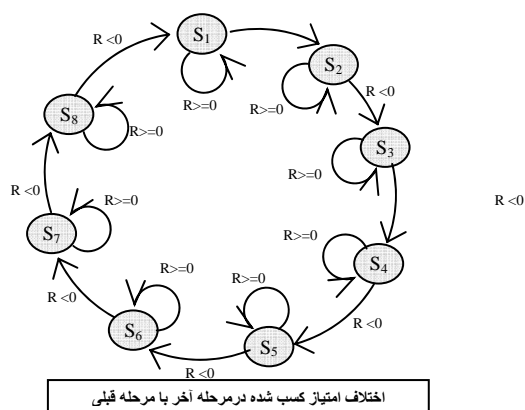 R <0
S1
S2
R>=0
R>=0
R <0
S8
R>=0
S3
R>=0
R <0
R <0
R>=0
S7
R>=0
S4
R>=0
R <0
R>=0
R <0
S6
S5
R <0
اختلاف امتیاز کسب شده درمرحله آخر با مرحله قبلی